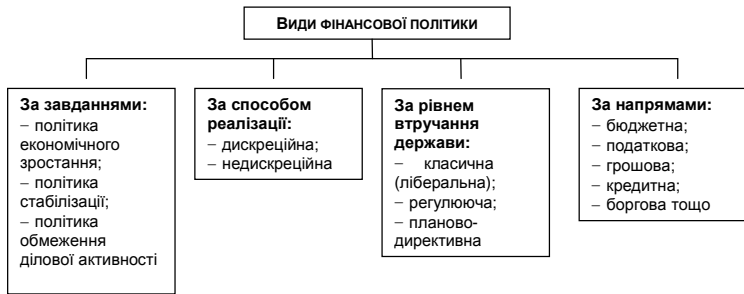 ВИДИ ФІНАНСОВОЇ ПОЛІТИКИ
За завданнями:
– політика
економічного
зростання;
– політика
стабілізації;
– політика
обмеження
ділової активності
За способом
реалізації:
– дискреційна;
– недискреційна
За рівнем
втручання
держави:
– класична
(ліберальна);
– регулююча;
– планово-
директивна
За напрямами:
– бюджетна;
– податкова;
– грошова;
– кредитна;
– боргова тощо